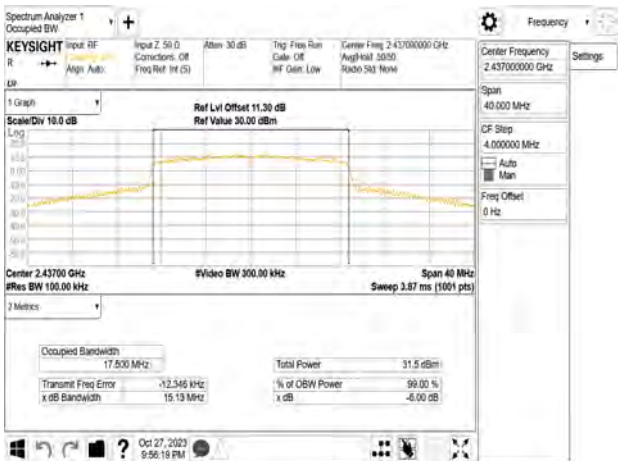 Spectrum Analyzer 1
Occupied BW
Frequency
KEYSIGHT Input: RF
Input Z: 50 Ω
Atten: 30 dB
Trig: Free Run
Center Freq: 2.437000000 GHz
Corrections: Off
Gate: Off
Avg|Hold: 50/50
R
Align: Auto
Freq Ref: Int (S)
#IF Gain: Low
Radio Std: None
Center Frequency
2.437000000 GHz
Settings
Span
40.000 MHz
CF Step
4.000000 MHz
Auto
Man
Freq Offset
0 Hz
1 Graph
Ref Lvl Offset 11.30 dB
Scale/Div 10.0 dB
Ref Value 30.00 dBm
Log
Center 2.43700 GHz
#Video BW 300.00 kHz
Span 40 MHz
#Res BW 100.00 kHz
Sweep 3.87 ms (1001 pts)
2 Metrics
Occupied Bandwidth
17.500 MHz
Total Power
31.5 dBm
Transmit Freq Error
-12.346 kHz
% of OBW Power
99.00 %
x dB Bandwidth
15.13 MHz
x dB
-6.00 dB
Oct 27, 2023
9:56:19 PM